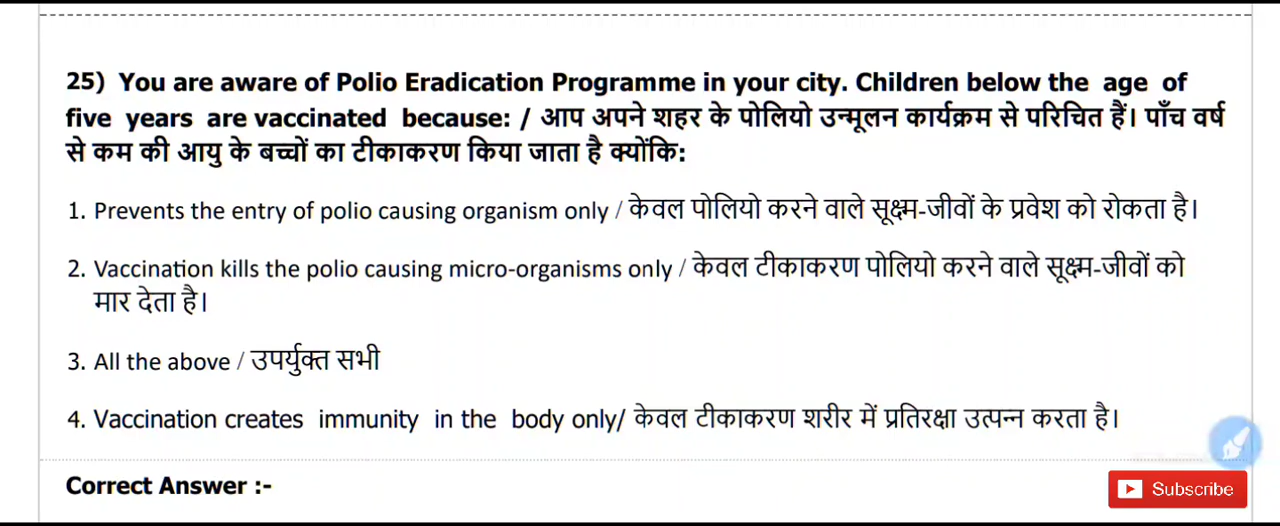 25) You are aware of Polio Eradication Programme in your city. Children below the age of
five years are vaccinated because: / आप अपने शहर के पोलियो उन्मूलन कार्यक्रम से परिचित हैं। पाँच वर्ष
से कम की आयु के बच्चों का टीकाकरण किया जाता है क्योंकि:
1. Prevents the entry of polio causing organism only / केवल पोलियो करने वाले सूक्ष्म-जीवों के प्रवेश को रोकता है।
2. Vaccination kills the polio causing micro-organisms only / केवल टीकाकरण पोलियो करने वाले सूक्ष्म-जीवों को
मार देता है।
3. All the above / उपर्युक्त सभी
4. Vaccination creates immunity in the body only/ केवल टीकाकरण शरीर में प्रतिरक्षा उत्पन्न करता है।
Correct Answer :-
Subscribe